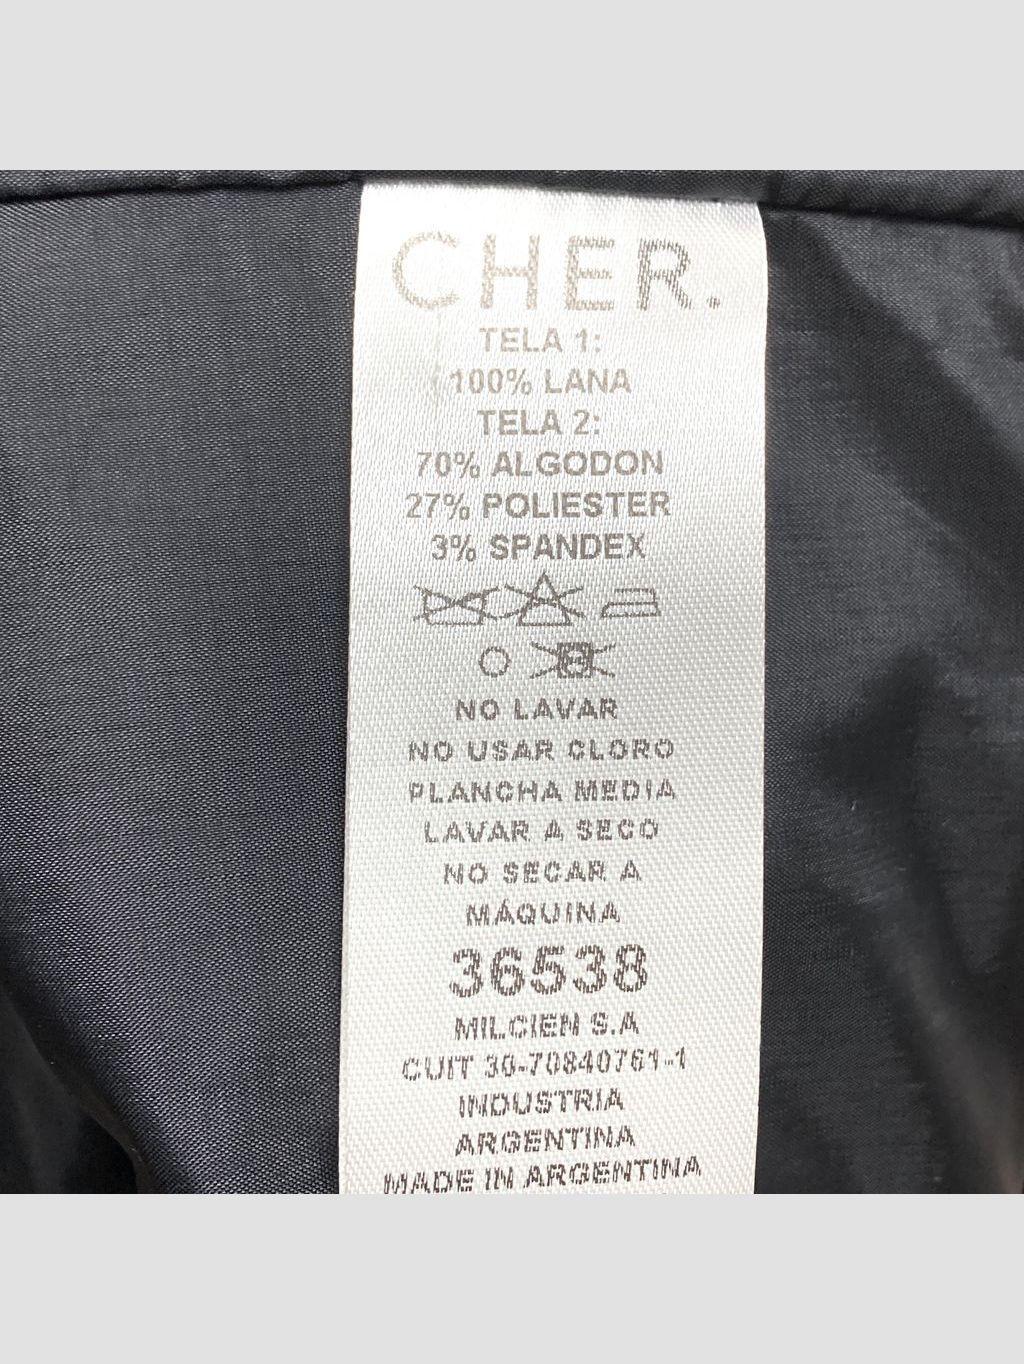 CHER.
TELA 1:
100% LANA
TELA 2:
70% ALGODON
27% POLIESTER
3% SPANDEX
NO LAVAR
NO USAR CLORO
PLANCHA MEDIA
LAVAR A SECO
NO SECAR A
MÁQUINA
36538
MILCIEN S.A
CUIT 30-70840761-1
INDUSTRIA
ARGENTINA
MADE IN ARGENTINA